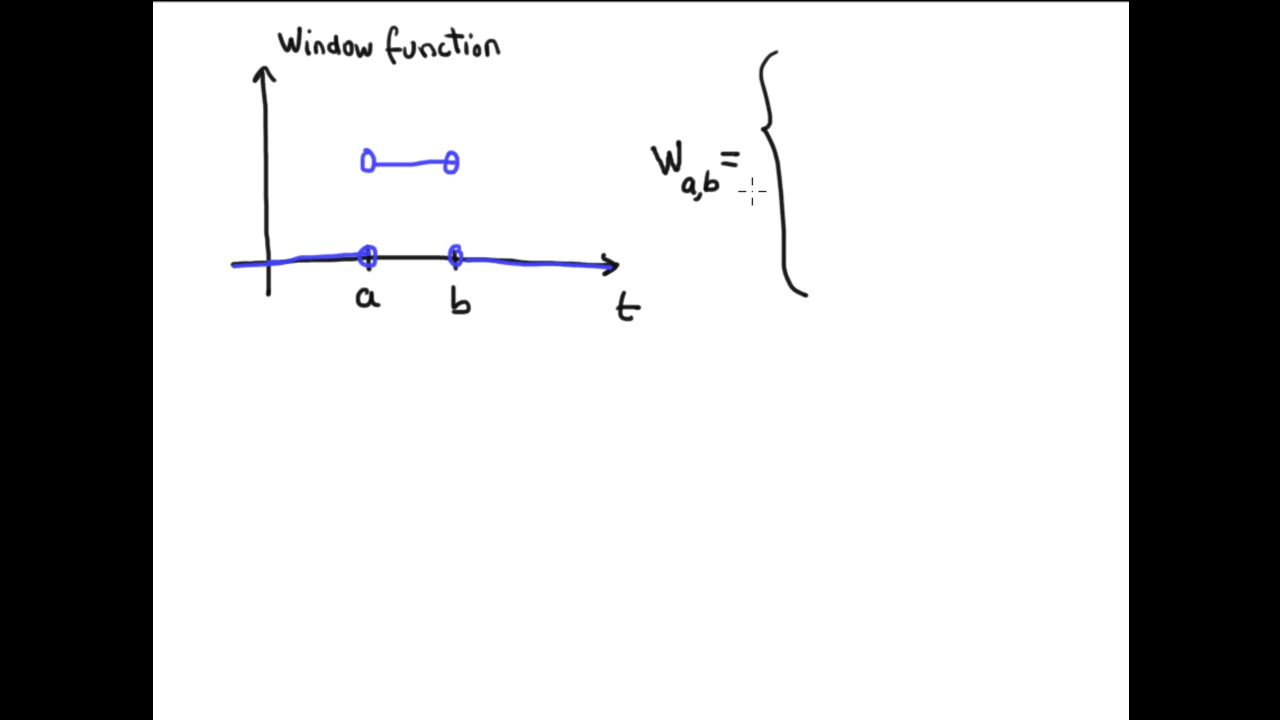 Window function
W_{a,b} = {
a b t